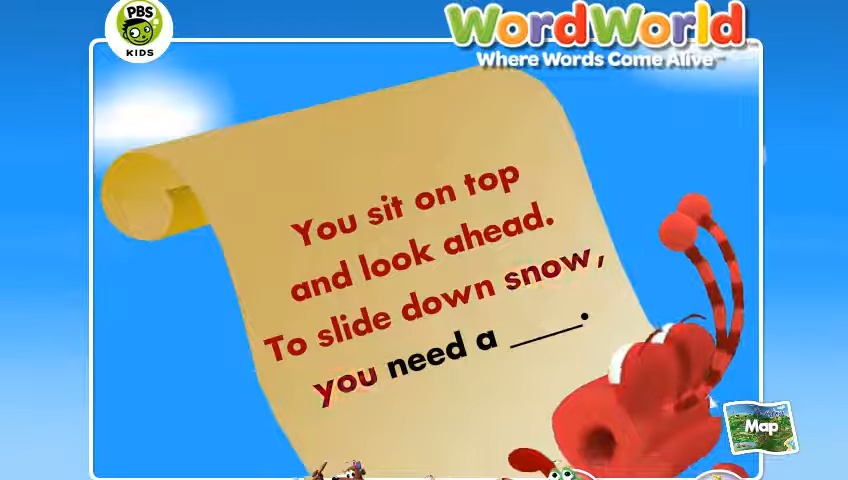 PBS
KIDS
WordWorld
Where Words Come Alive™
You sit on top
and look ahead.
To slide down snow,
you need a ____.
Map